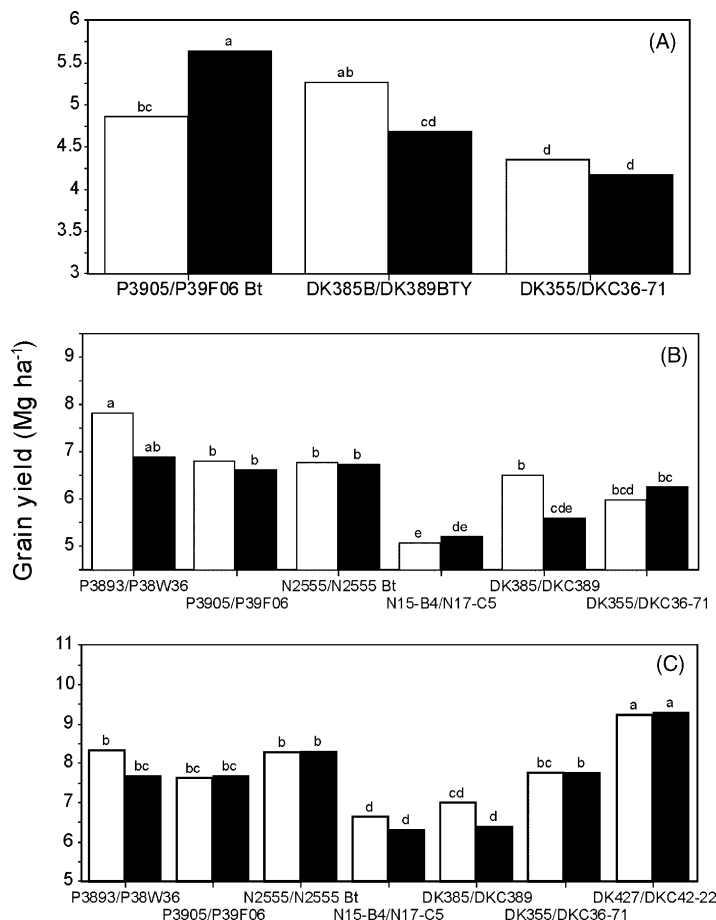 6
(A)
a
5.5
ab
5
bc
cd
4.5
d
d
4
3.5
3
P3905/P39F06 Bt
DK385B/DK389BTY
DK355/DKC36-71
Grain yield (Mg ha-1)
9
(B)
8
a
ab
7
b
b
b
b
b
bcd
bc
6
cde
e
de
5
P3893/P38W36
N2555/N2555 Bt
DK385/DKC389
P3905/P39F06
N15-B4/N17-C5
DK355/DKC36-71
11
(C)
10
a
a
9
b
b
b
8
bc
bc
bc
bc
b
7
cd
d
d
d
6
5
P3893/P38W36
N2555/N2555 Bt
DK385/DKC389
DK427/DKC42-22
P3905/P39F06
N15-B4/N17-C5
DK355/DKC36-71